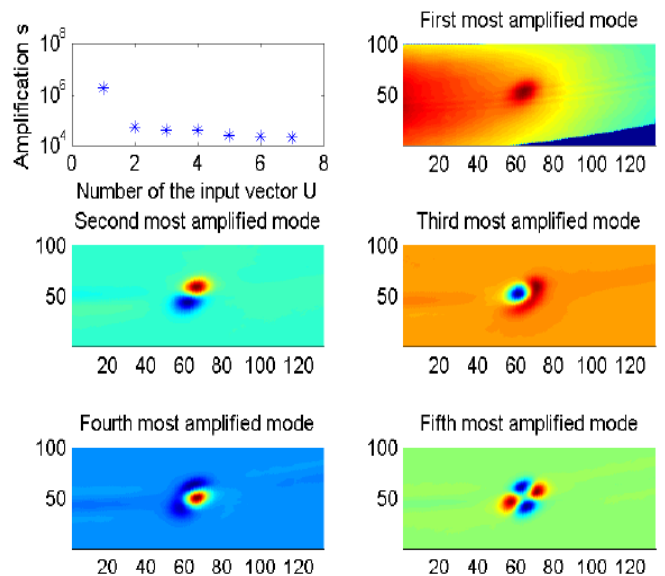 First most amplified mode
Amplification s
10^8
10^6
10^4
0 2 4 6 8
Number of the input vector U
100
50
20 40 60 80 100 120
Second most amplified mode
100
50
20 40 60 80 100 120
Third most amplified mode
100
50
20 40 60 80 100 120
Fourth most amplified mode
100
50
20 40 60 80 100 120
Fifth most amplified mode
100
50
20 40 60 80 100 120